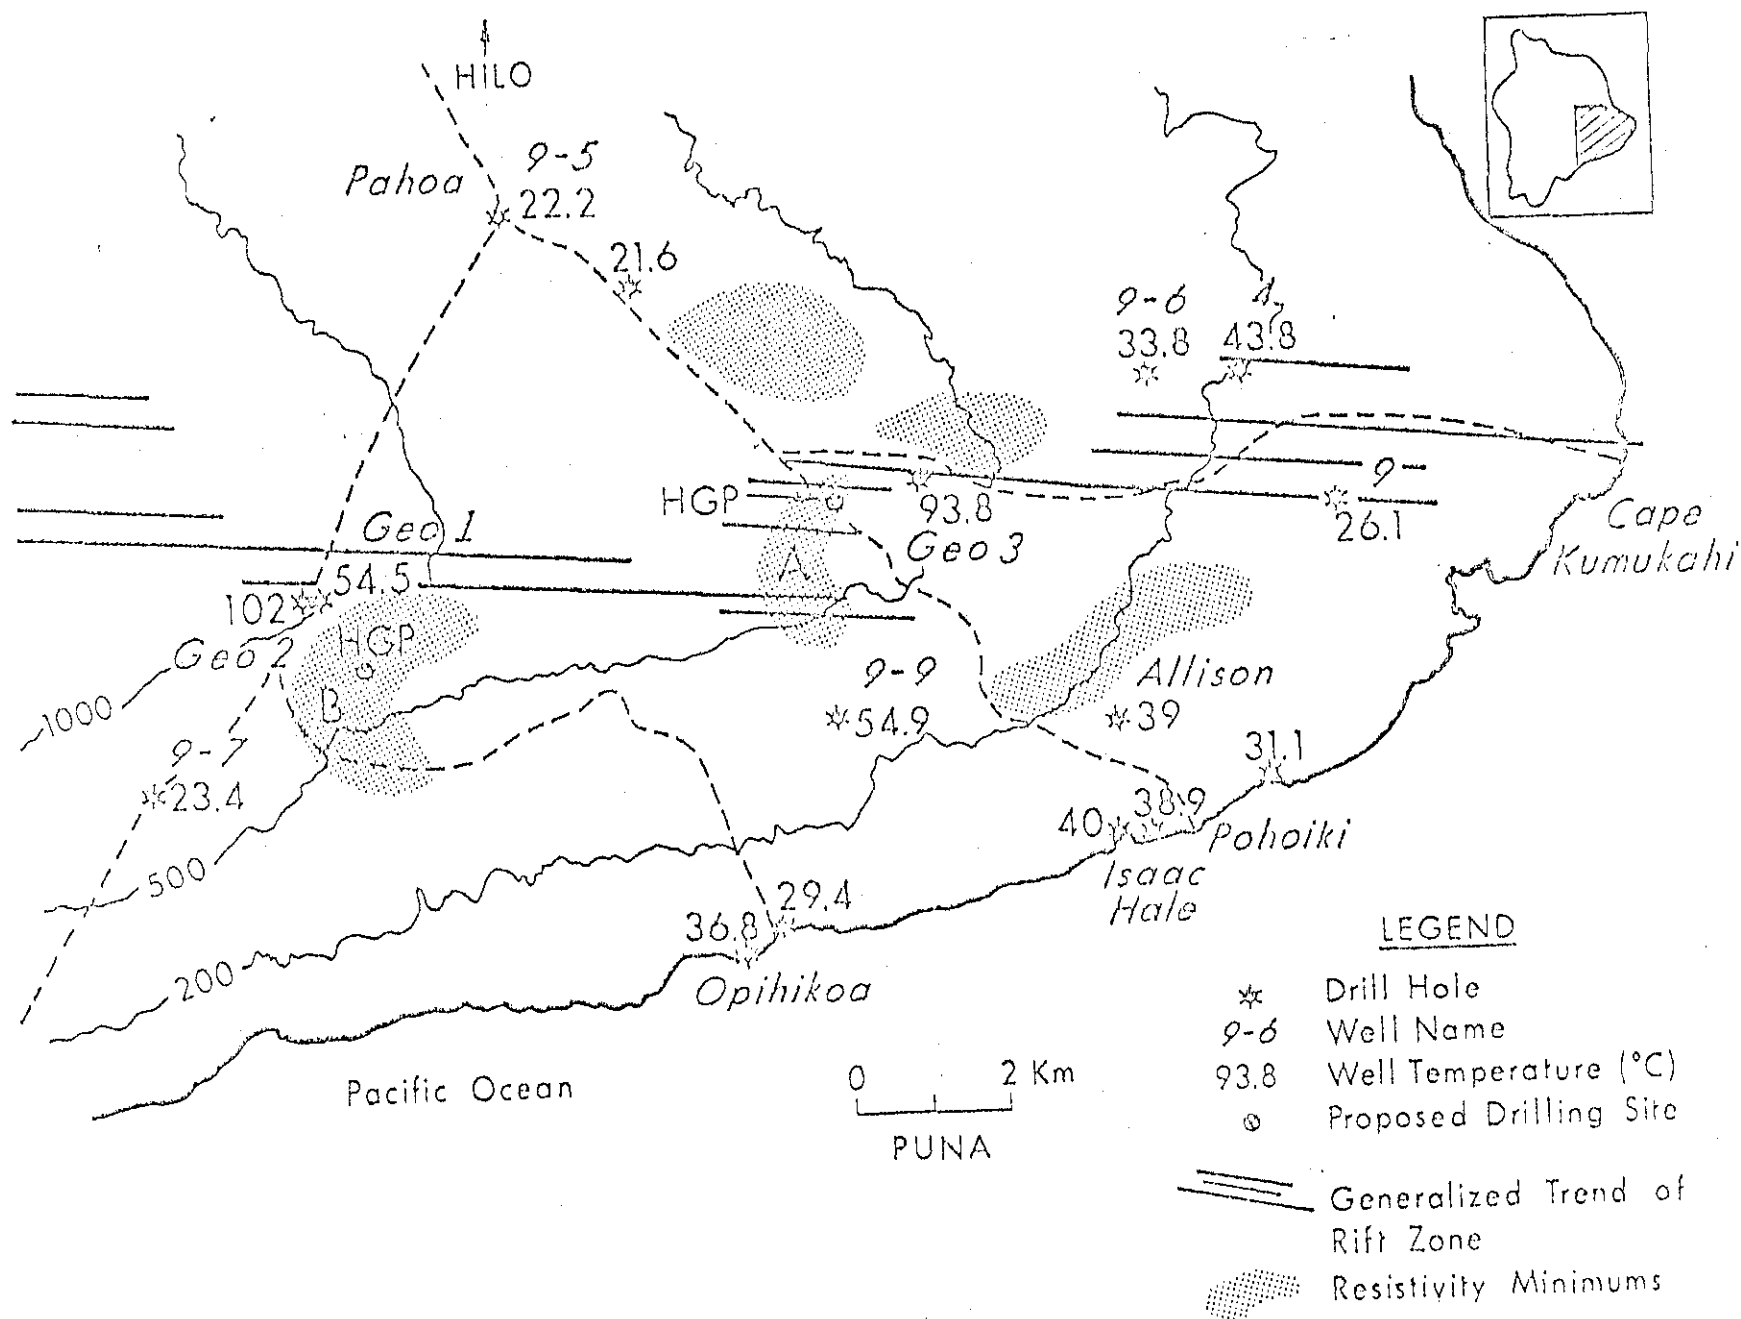 HILO
9-5
Pahoa
22.2
21.6
9-6
33.8
43.8
9
26.1
Cape
Kumukahi
HGP
93.8
Geo 3
A
Geo 1
54.5
102
Geo 2
HGP
B
1000
9-7
23.4
500
200
9-9
54.9
Allison
39
31.1
38.9
40
Pohoiki
Isaac
Hale
29.4
36.8
Opihikoa
Pacific Ocean
0 2 Km
PUNA
LEGEND
Drill Hole
9-6 Well Name
93.8 Well Temperature (°C)
Proposed Drilling Site
Generalized Trend of
Rift Zone
Resistivity Minimums